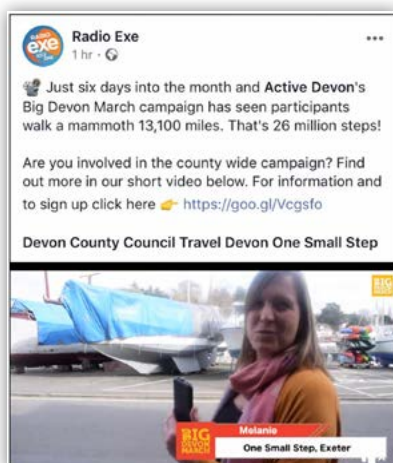 Radio Exe
1 hr
Just six days into the month and Active Devon's
Big Devon March campaign has seen participants
walk a mammoth 13,100 miles. That's 26 million steps!
Are you involved in the county wide campaign? Find
out more in our short video below. For information and
to sign up click here 👉 https://goo.gl/Vcgsfo
Devon County Council Travel Devon One Small Step
BIG
DEVON
MARCH
Melanie
One Small Step, Exeter